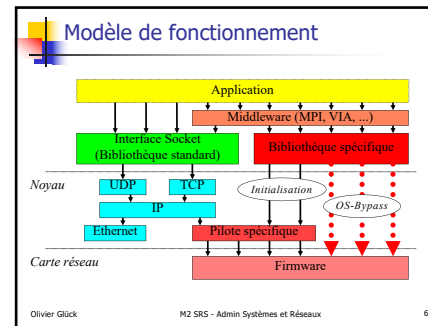 Modèle de fonctionnement
Application
Middleware (MPI, VIA, ...)
Interface Socket
(Bibliothèque standard)
Bibliothèque spécifique
Noyau
UDP
TCP
Initialisation
OS-Bypass
IP
Ethernet
Pilote spécifique
Carte réseau
Firmware
Olivier Glück
M2 SRS - Admin Systèmes et Réseaux
6